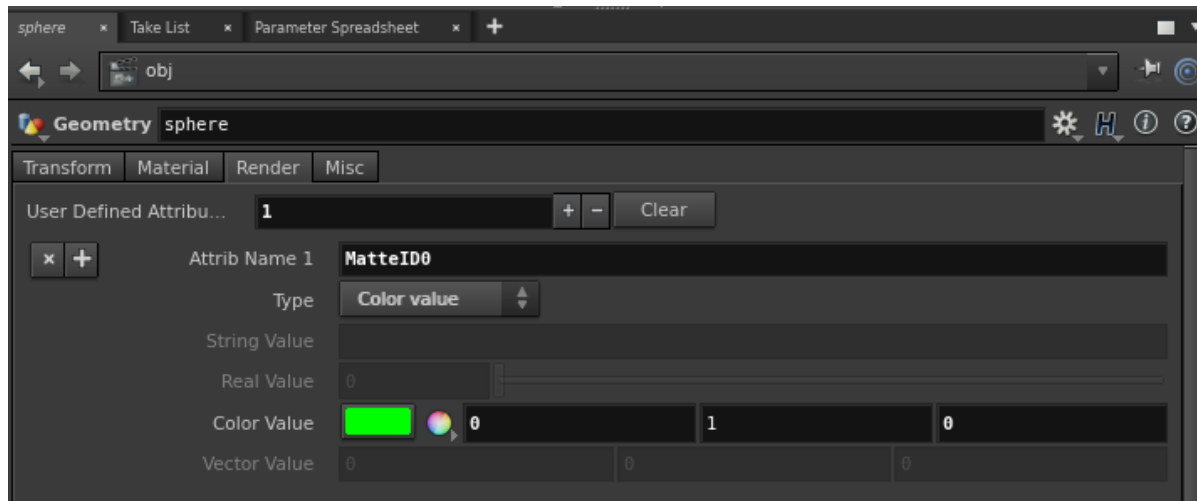 sphere × Take List × Parameter Spreadsheet × +
obj
Geometry sphere
Transform Material Render Misc
User Defined Attribu... 1 + - Clear
× + Attrib Name 1 MatteID0
Type Color value
String Value
Real Value 0
Color Value 0 1 0
Vector Value 0 0 0